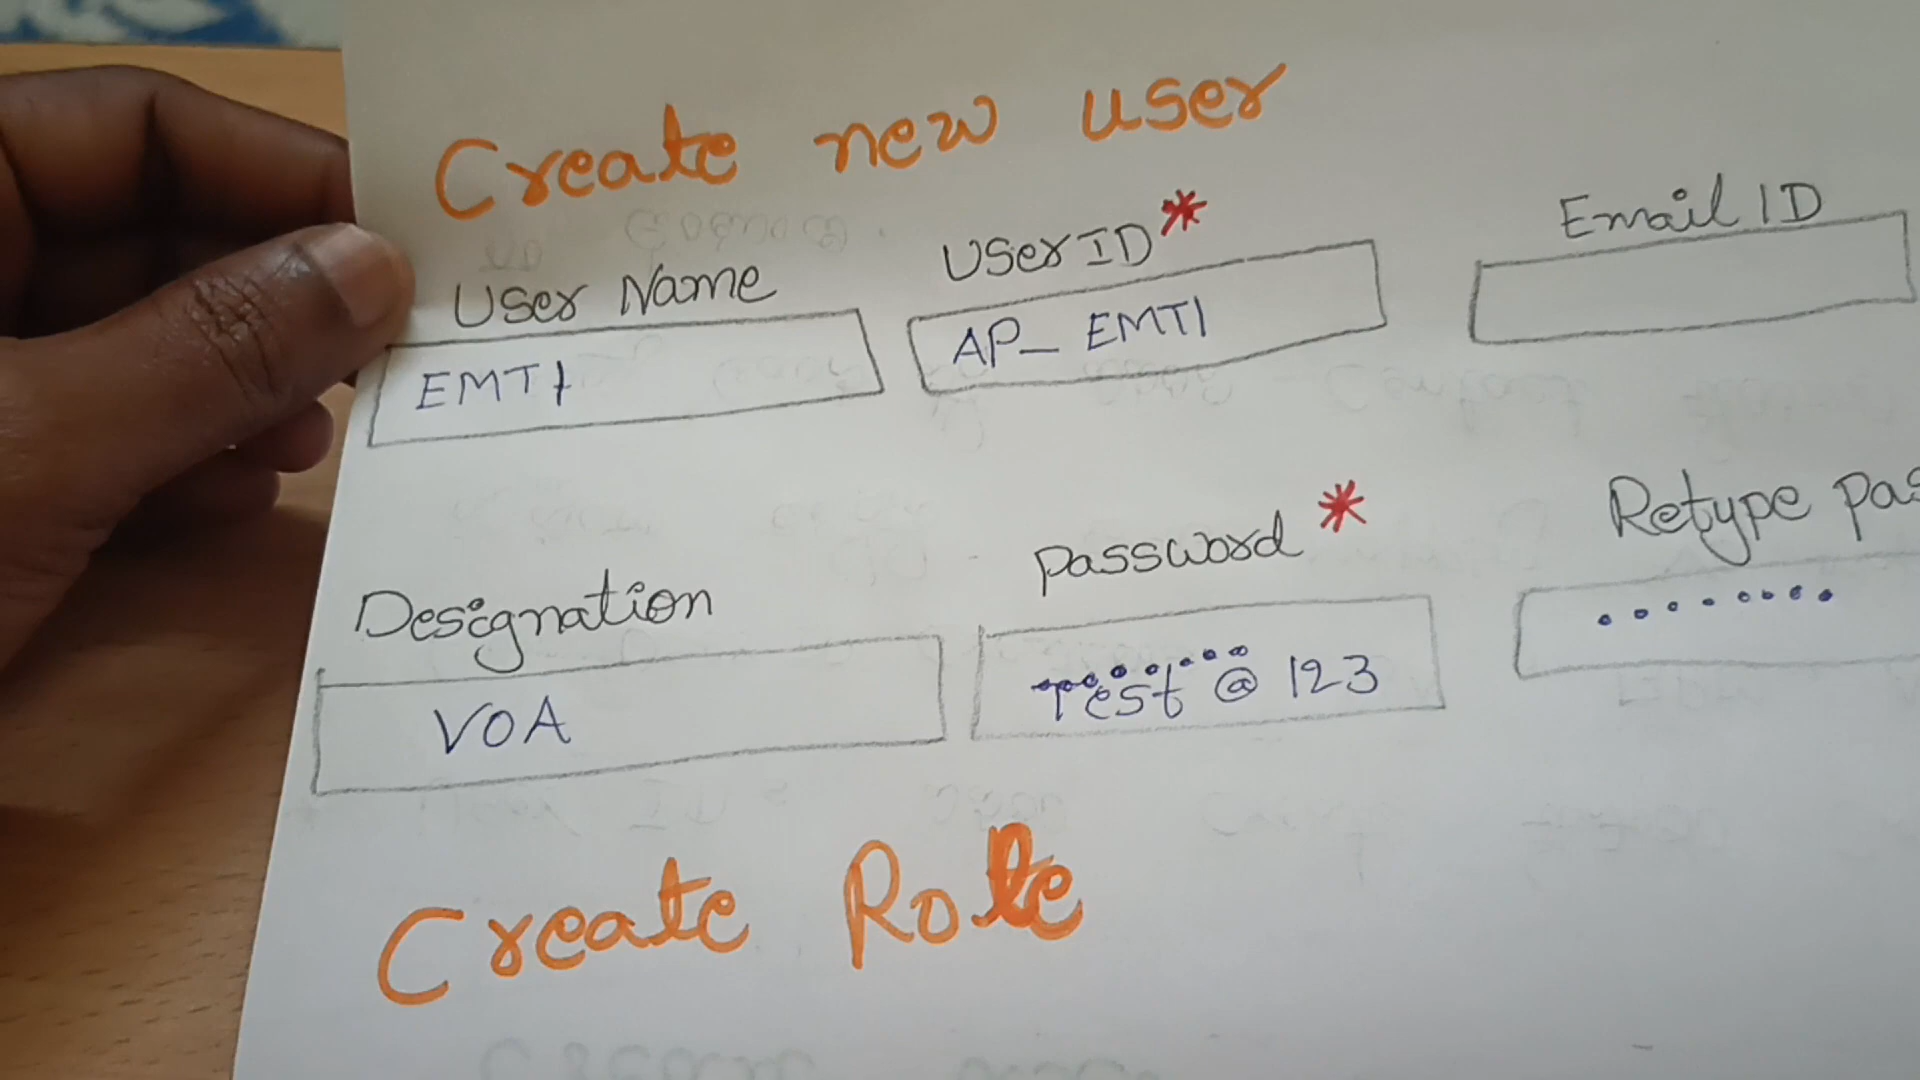 Create new user
User Name UserID* Email ID
EMT1 AP_ EMT1
Designation Password * Retype pas
VOA Test @ 123
Create Role